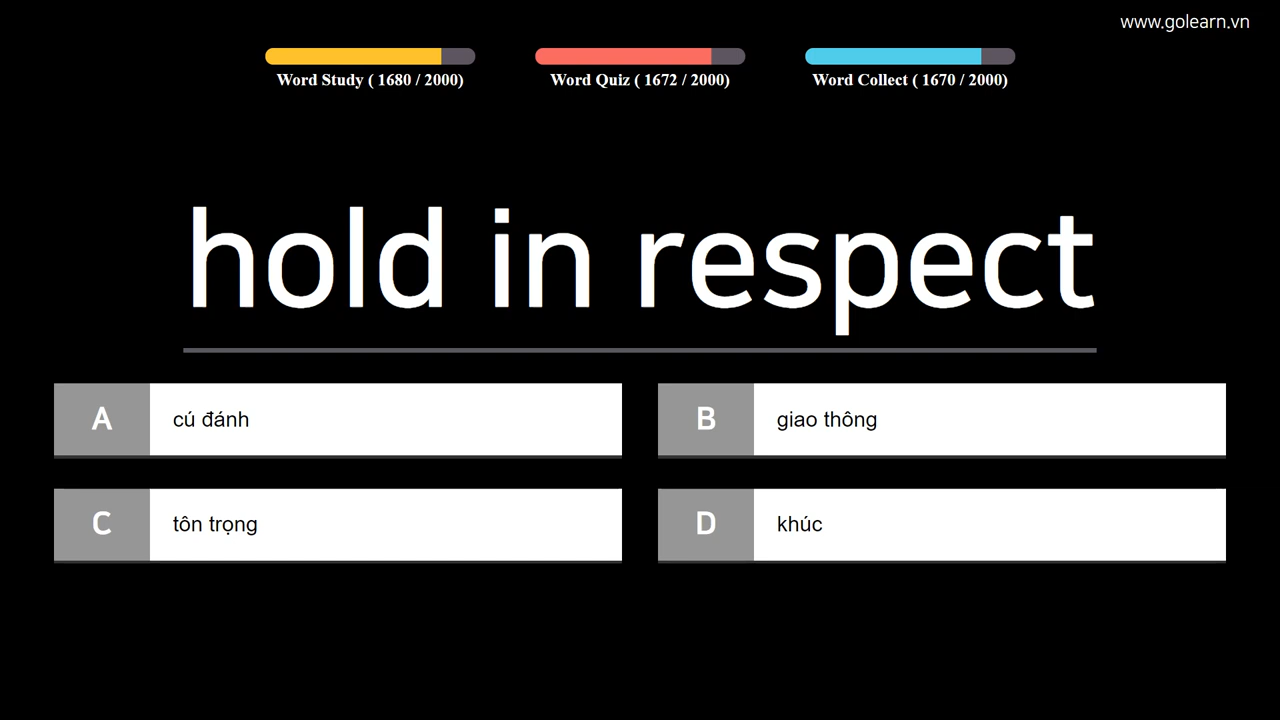 www.golearn.vn
Word Study ( 1680 / 2000)
Word Quiz ( 1672 / 2000)
Word Collect ( 1670 / 2000)
hold in respect
A cú đánh
B giao thông
C tôn trọng
D khúc